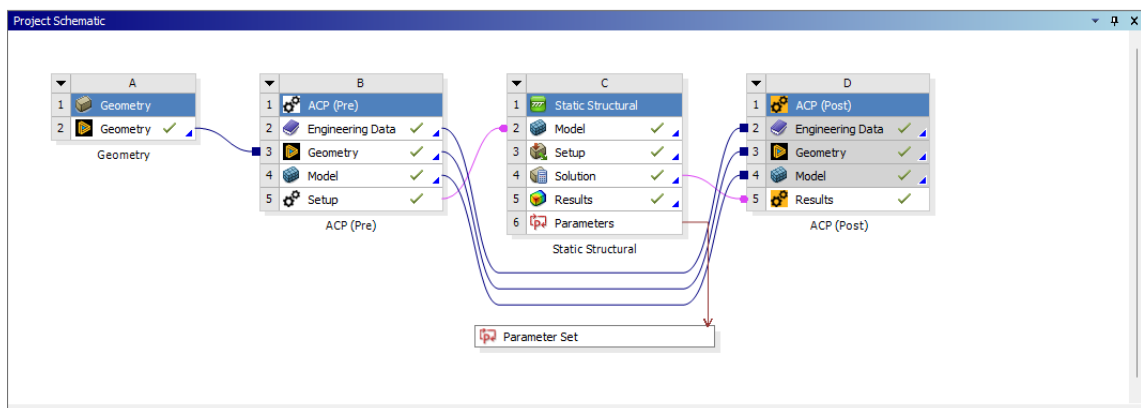 Project Schematic
A
1 Geometry
2 Geometry
Geometry
B
1 ACP (Pre)
2 Engineering Data
3 Geometry
4 Model
5 Setup
ACP (Pre)
C
1 Static Structural
2 Model
3 Setup
4 Solution
5 Results
6 Parameters
Static Structural
D
1 ACP (Post)
2 Engineering Data
3 Geometry
4 Model
5 Results
ACP (Post)
Parameter Set